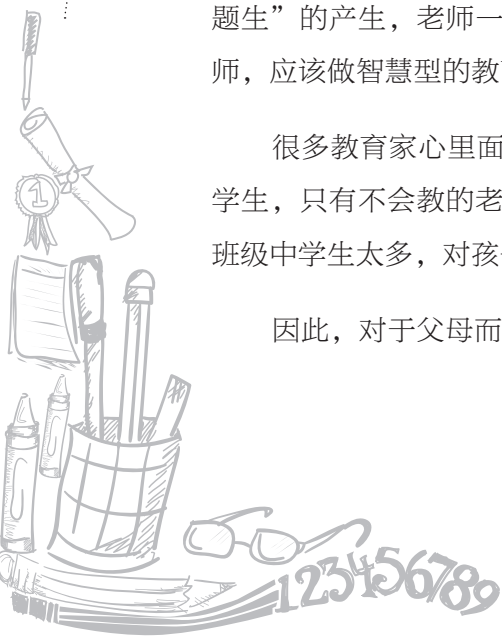 题生”的产生，老师一
师，应该做智慧型的教
很多教育家心里面
学生，只有不会教的老
班级中学生太多，对孩
因此，对于父母而
1
123456789